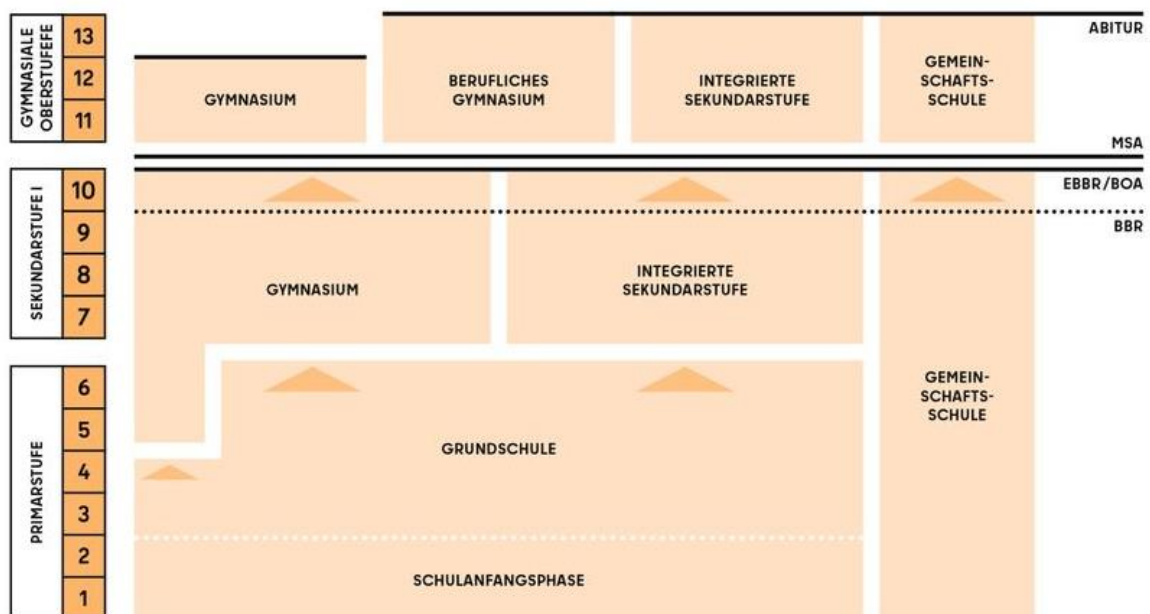 GYMNASIALE
OBERSTUFEFE
13
12
11
GYMNASIUM
BERUFLICHES
GYMNASIUM
INTEGRIERTE
SEKUNDARSTUFE
GEMEIN-
SCHAFTS-
SCHULE
ABITUR
MSA
SEKUNDARSTUFE I
10
9
8
7
GYMNASIUM
INTEGRIERTE
SEKUNDARSTUFE
EBBR/BOA
BBR
PRIMARSTUFE
6
5
4
3
2
1
GRUNDSCHULE
SCHULANFANGSPHASE
GEMEIN-
SCHAFTS-
SCHULE